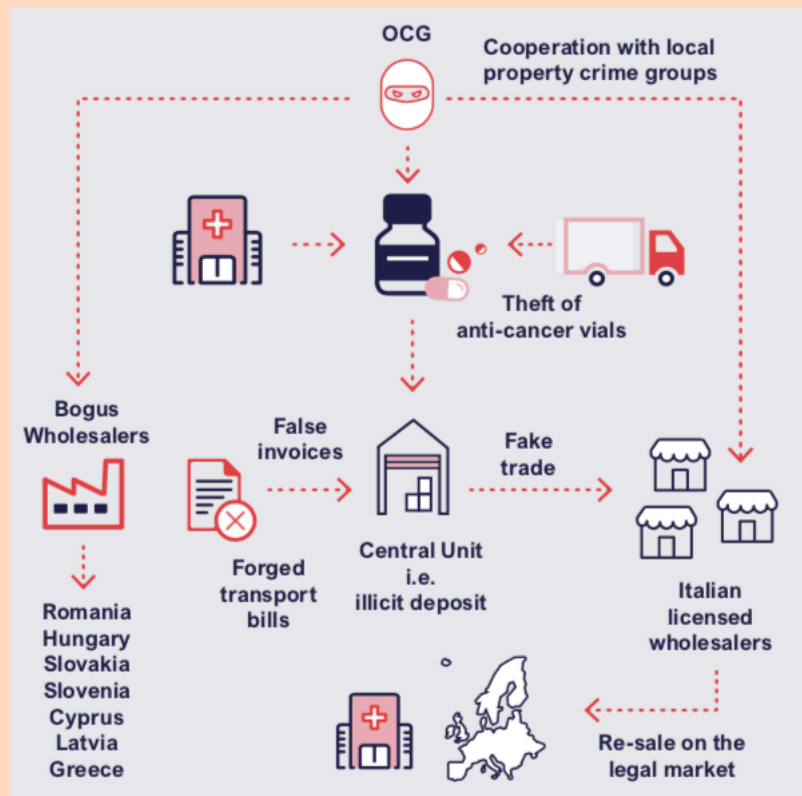 OCG
Cooperation with local
property crime groups
Theft of
anti-cancer vials
Bogus
Wholesalers
False
invoices
Fake
trade
Forged
transport
bills
Central Unit
i.e.
illicit deposit
Italian
licensed
wholesalers
Romania
Hungary
Slovakia
Slovenia
Cyprus
Latvia
Greece
Re-sale on the
legal market